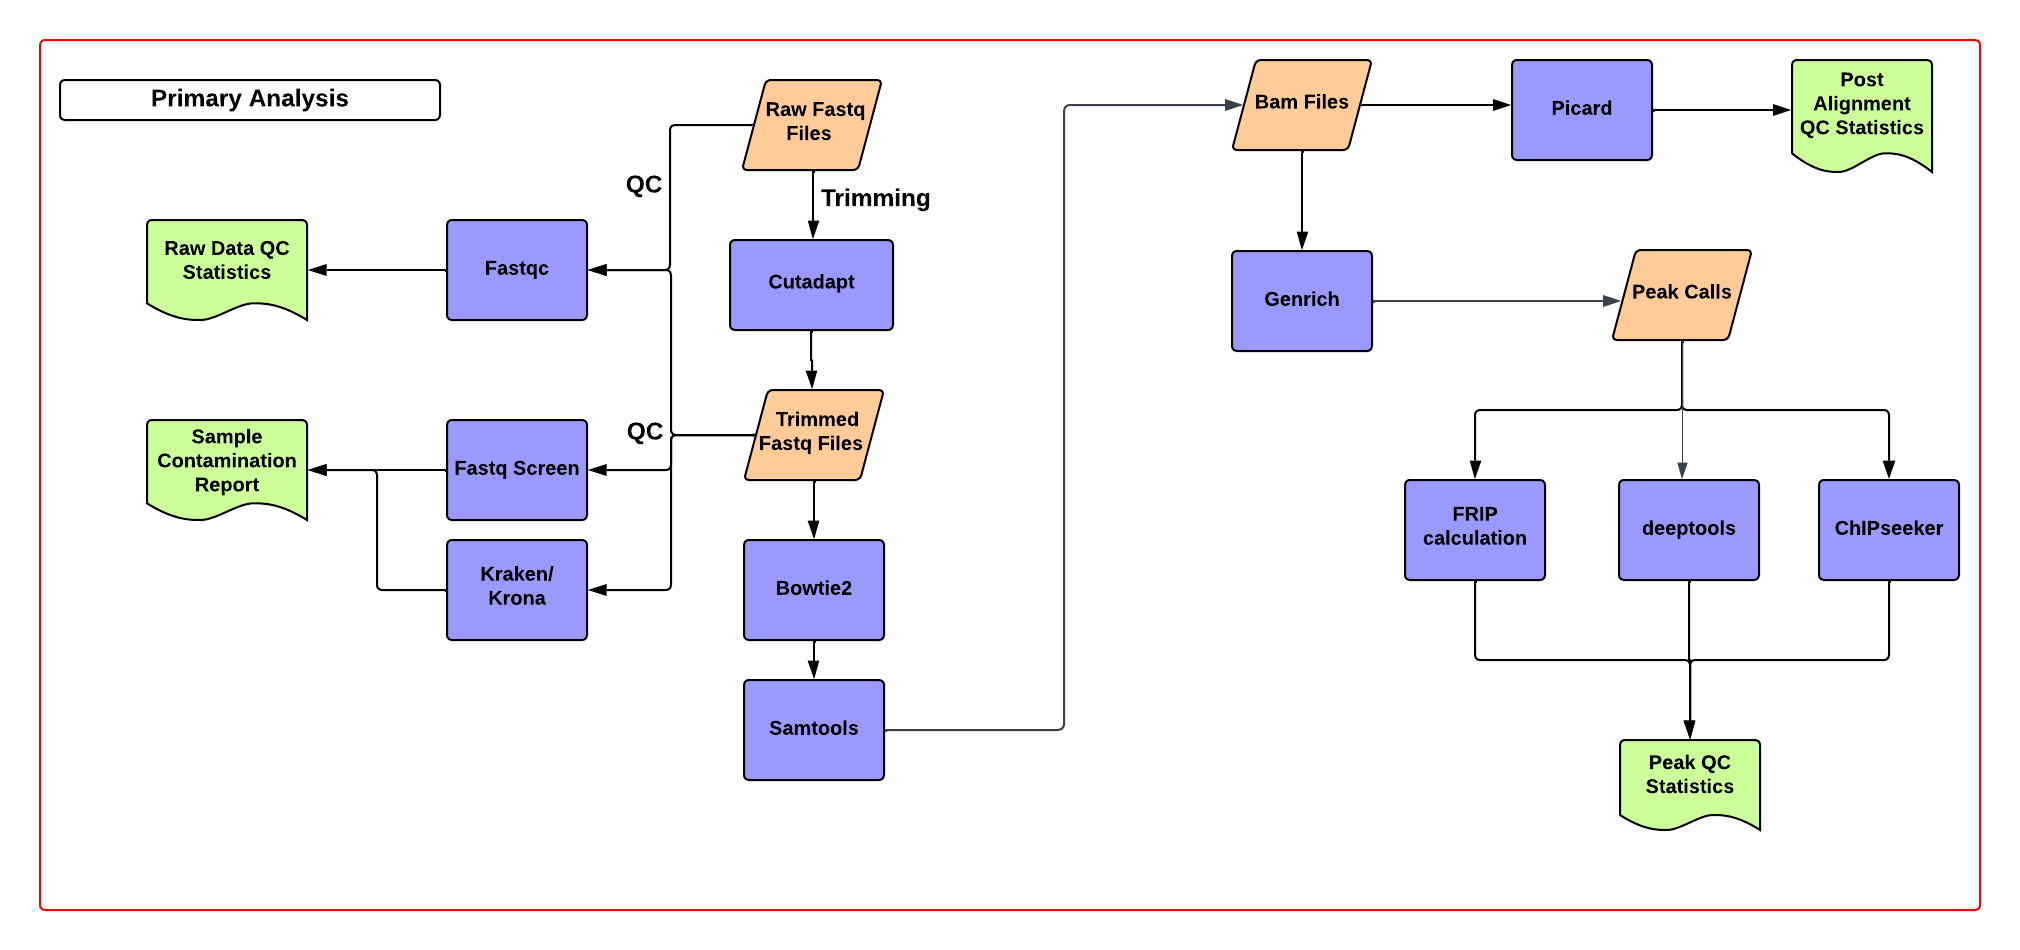 Primary Analysis
Raw Fastq
Files
QC
Trimming
Raw Data QC
Statistics
Fastqc
Cutadapt
Sample
Contamination
Report
Fastq Screen
QC
Trimmed
Fastq Files
Kraken/
Krona
Bowtie2
Samtools
Bam Files
Picard
Post
Alignment
QC Statistics
Genrich
Peak Calls
FRIP
calculation
deeptools
ChIPseeker
Peak QC
Statistics